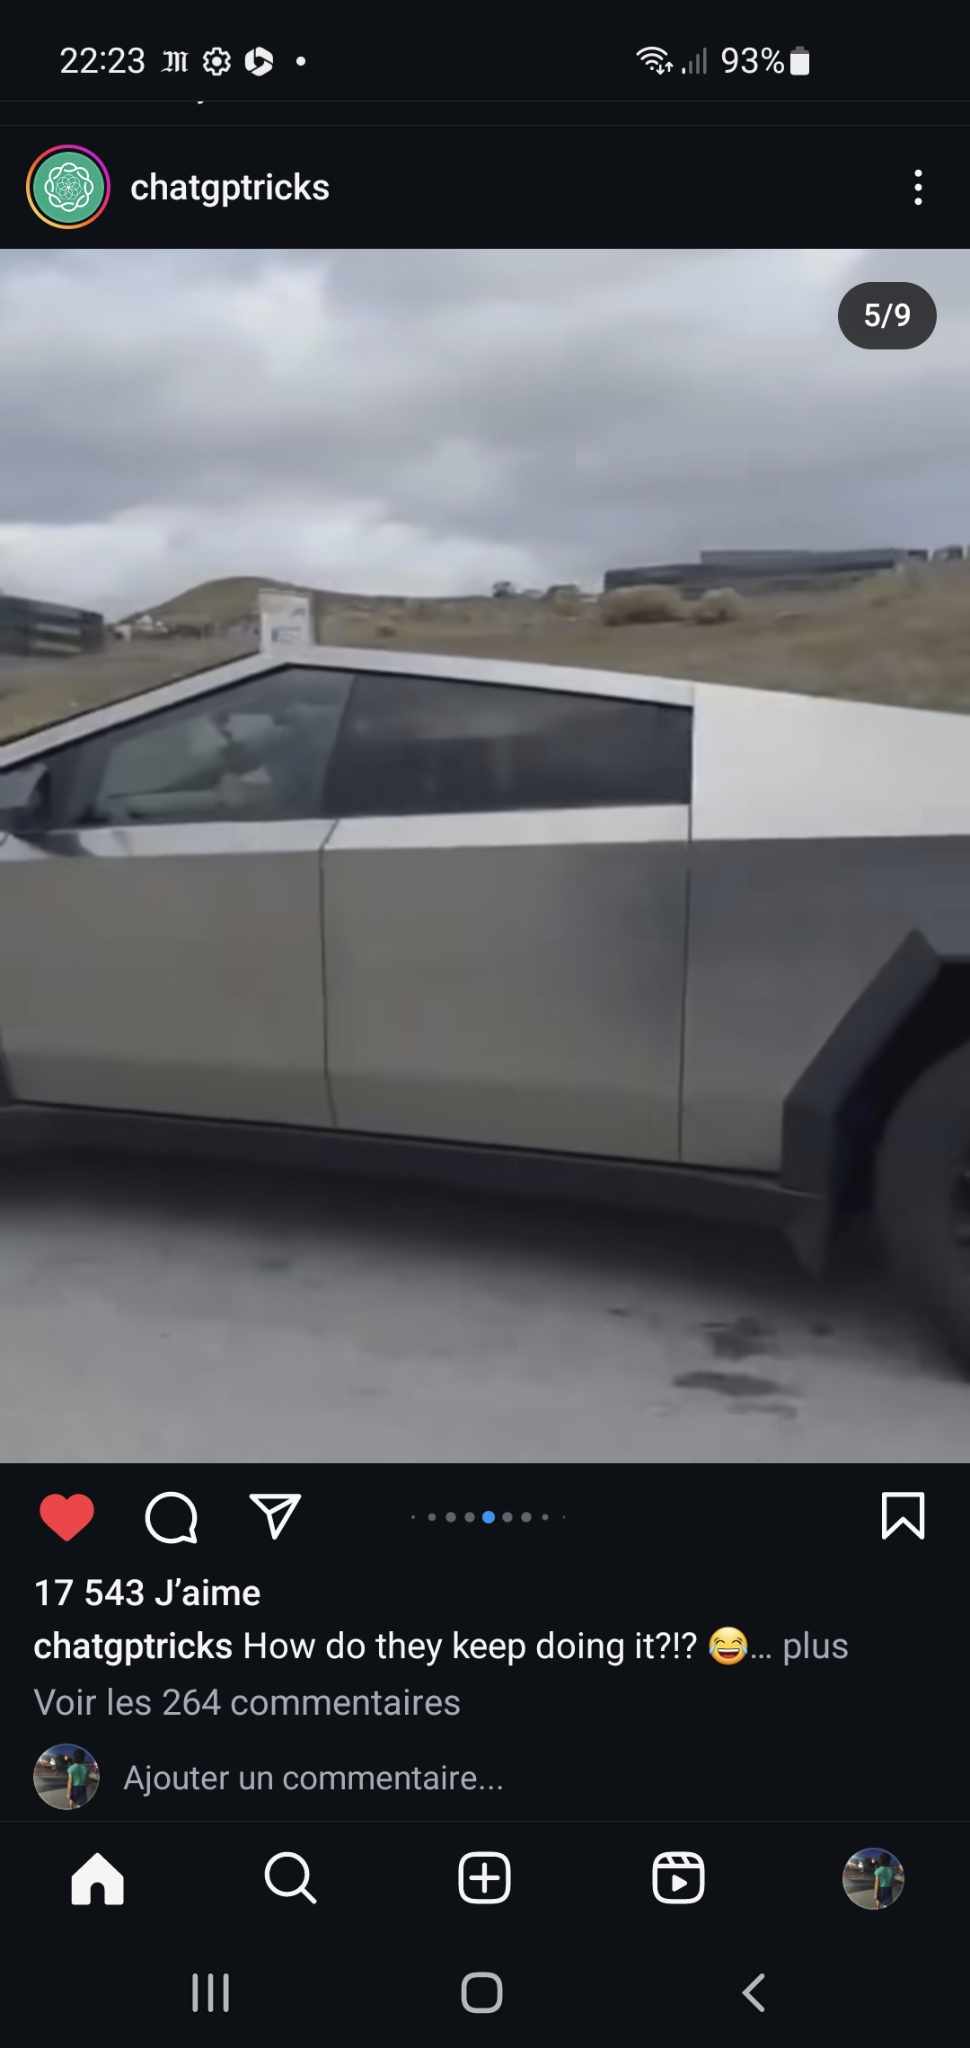 22:23 93%
chatgptricks
5/9
17 543 J’aime
chatgptricks How do they keep doing it?!? 😂... plus
Voir les 264 commentaires
Ajouter un commentaire...